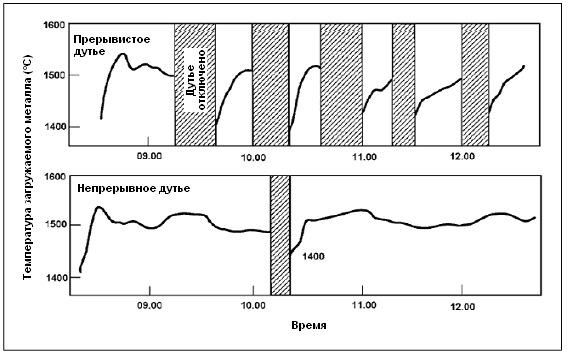 Температура загружаемого металла (°C)
1600
Прерывистое
дутье
1500
1400
Дутье
отключено
09.00
10.00
11.00
12.00
1600
Непрерывное дутье
1500
1400
1400
09.00
10.00
11.00
12.00
Время